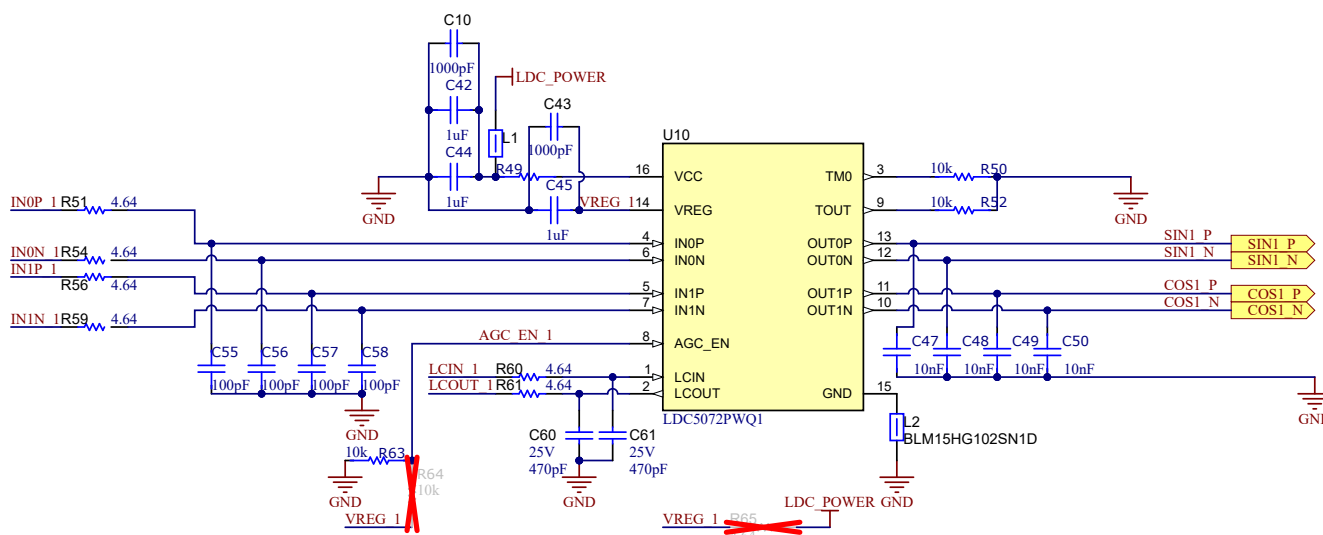 C10
1000pF
C42
1uF
C44
1uF
LDC_POWER
L1
C43
1000pF
R49
C45
1uF
VREG_1
GND
U10
16 VCC
14 VREG
4 IN0P
6 IN0N
5 IN1P
7 IN1N
8 AGC_EN
1 LCIN
2 LCOUT
TM0 3
TOUT 9
OUT0P 13
OUT0N 12
OUT1P 11
OUT1N 10
GND 15
LDC5072PWQ1
10k R50
10k R52
GND
IN0P_1 R51 4.64
IN0N_1 R54 4.64
IN1P_1
R56 4.64
IN1N_1 R59 4.64
SIN1_P SIN1_P
SIN1_N SIN1_N
COS1_P COS1_P
COS1_N COS1_N
AGC_EN_1
C55 C56 C57 C58
100pF 100pF 100pF 100pF
GND
LCIN_1 R60 4.64
LCOUT_1 R61 4.64
C47 C48 C49 C50
10nF 10nF 10nF 10nF
GND
L2
BLM15HG102SN1D
GND
C60 C61
25V 25V
470pF 470pF
GND
10k R63
GND
R64
10k
VREG_1
VREG_1 R65 LDC_POWER